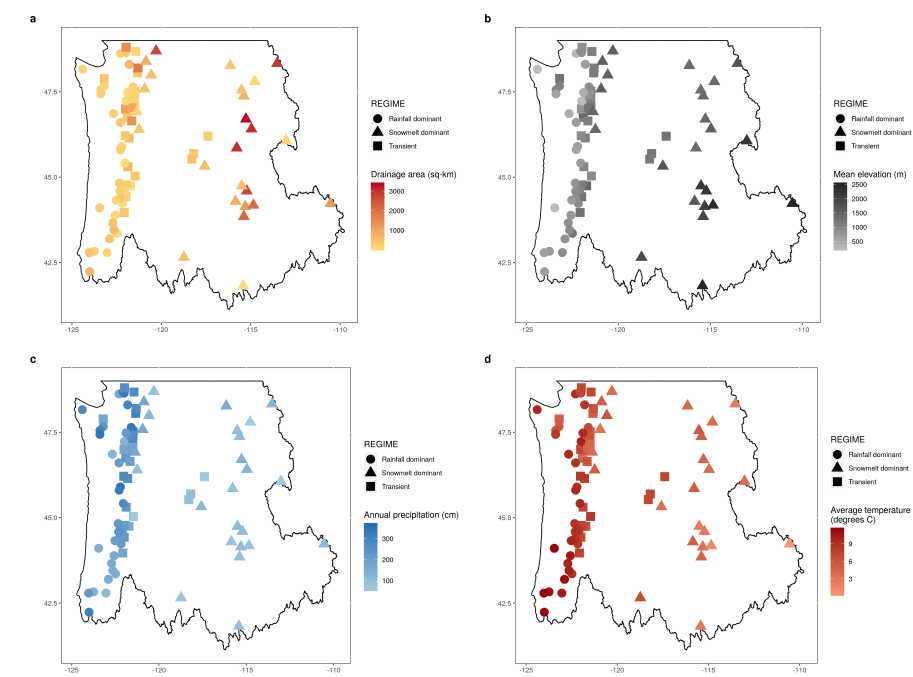 a
47.5
45.0
42.5
-125
-120
-115
-110
REGIME
Rainfall dominant
Snowmelt dominant
Transient
Drainage area (sq-km)
3000
2000
1000
b
47.5
45.0
42.5
-125
-120
-115
-110
REGIME
Rainfall dominant
Snowmelt dominant
Transient
Mean elevation (m)
2500
2000
1500
1000
500
c
47.5
45.0
42.5
-125
-120
-115
-110
REGIME
Rainfall dominant
Snowmelt dominant
Transient
Annual precipitation (cm)
300
200
100
d
47.5
45.0
42.5
-125
-120
-115
-110
REGIME
Rainfall dominant
Snowmelt dominant
Transient
Average temperature
(degrees C)
9
6
3